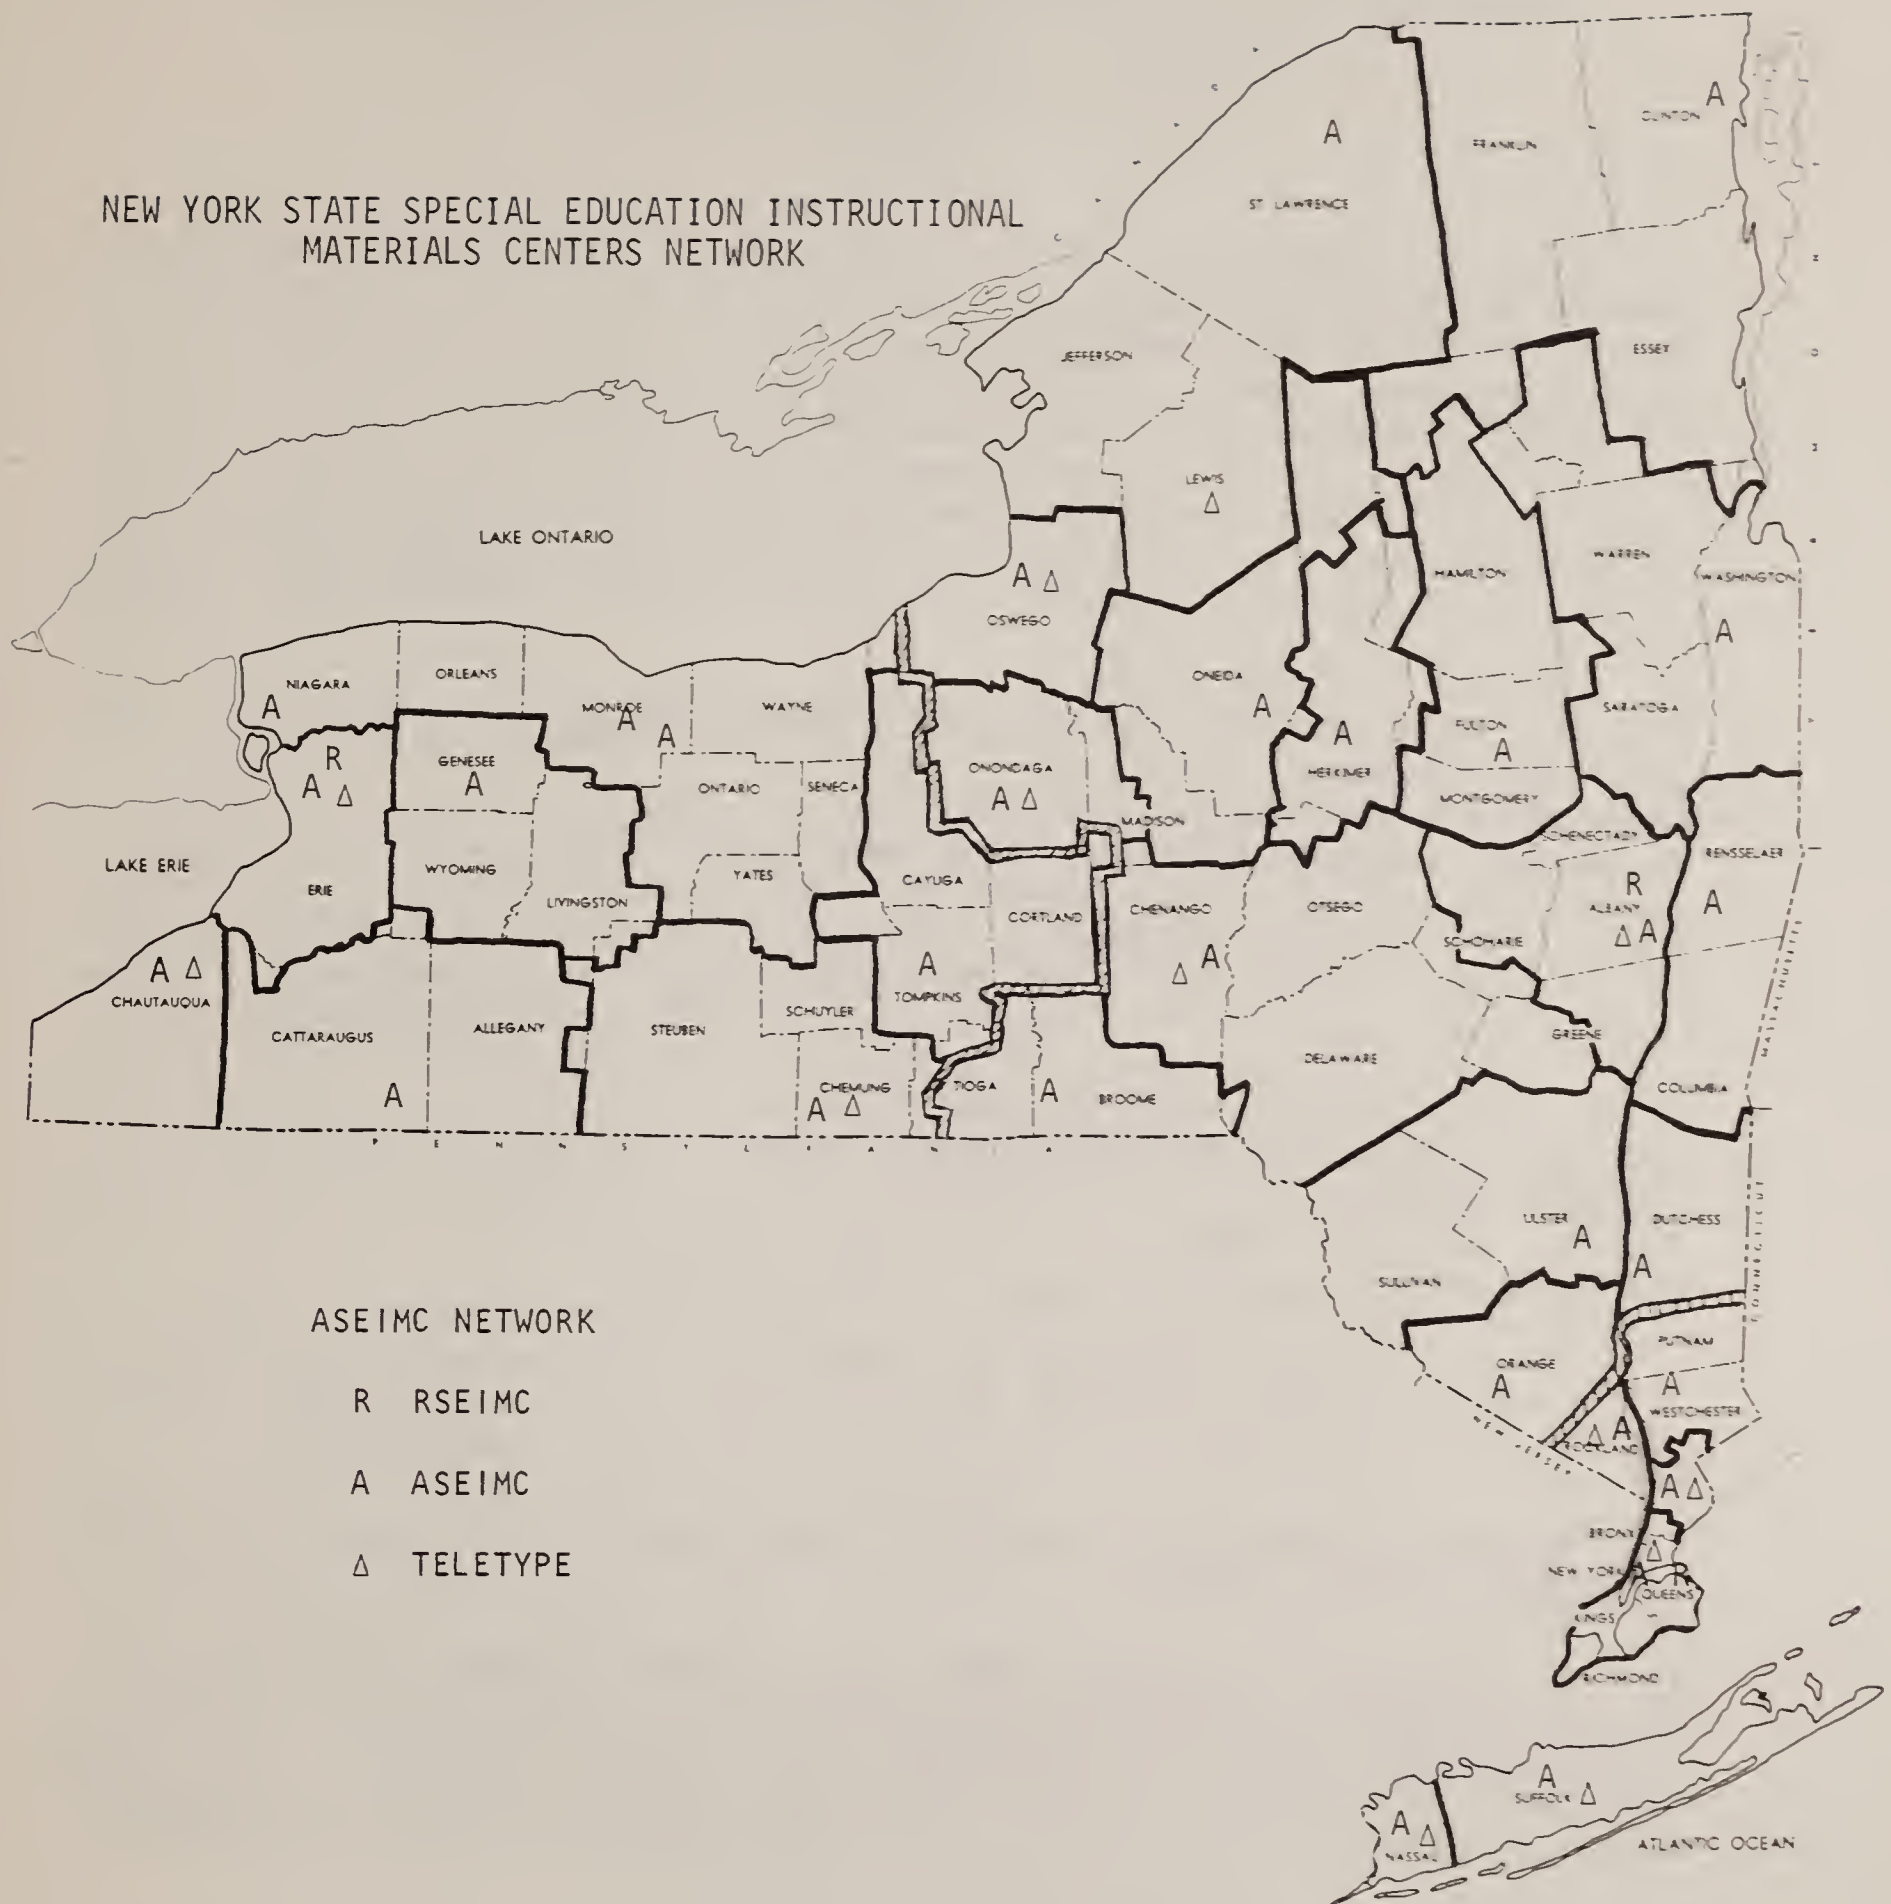 NEW YORK STATE SPECIAL EDUCATION INSTRUCTIONAL
MATERIALS CENTERS NETWORK
A
CLINTON
FRANKLIN
A
ST LAWRENCE
JEFFERSON
ESSEX
LEWIS
△
LAKE ONTARIO
WARREN
HAMILTON
WASHINGTON
A △
OSWEGO
A
NIAGARA
A
ORLEANS
MONROE
A
A
WAYNE
ONEIDA
A
SARATOGA
FULTON
A
A
HERKIMER
R
A △
GENESEE
A
ONTARIO
SENECA
ONONDAGA
A △
MADISON
MONTGOMERY
SCHENECTADY
RENSSELAER
A
LAKE ERIE
ERIE
WYOMING
LIVINGSTON
YATES
CAYUGA
CORTLAND
CHENANGO
△ A
OTSEGO
R
ALBANY
△ A
SCHOHARIE
A △
CHAUTAUQUA
CATTARAUGUS
A
ALLEGANY
STEUBEN
SCHUYLER
A
TOMPKINS
CHEMUNG
A △
TIOGA
A
BROOME
DELAWARE
GREENE
COLUMBIA
MASSACHUSETTS
PENNSYLVANIA
ULSTER
A
DUTCHESS
A
CONNECTICUT
SULLIVAN
PUTNAM
ORANGE
A
A
WESTCHESTER
△ A
ROCKLAND
NEW JERSEY
A △
BRONX
△
NEW YORK
R
QUEENS
KINGS
RICHMOND
ASEIMC NETWORK
R RSEIMC
A ASEIMC
△ TELETYPE
A
SUFFOLK △
A △
NASSAU
ATLANTIC OCEAN